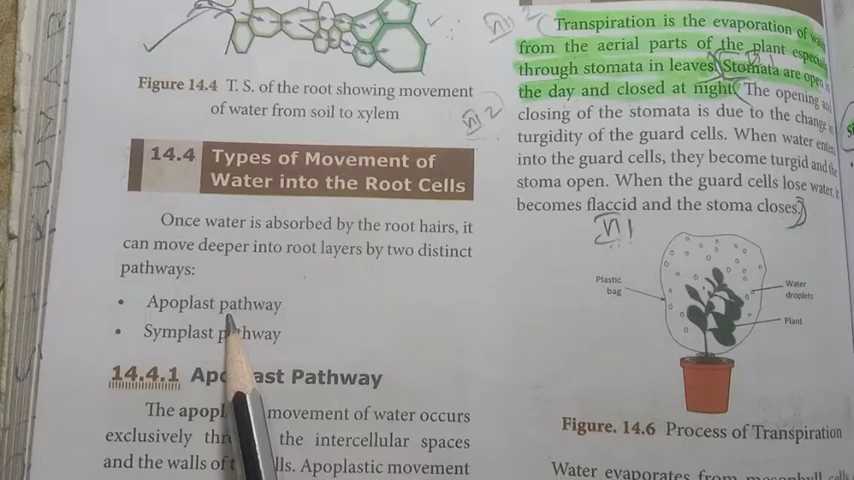 Figure 14.4 T. S. of the root showing movement
of water from soil to xylem
14.4 Types of Movement of
Water into the Root Cells
Once water is absorbed by the root hairs, it
can move deeper into root layers by two distinct
pathways:
• Apoplast pathway
• Symplast pathway
14.4.1 Apoplast Pathway
The movement of water occurs
exclusively the intercellular spaces
and the walls of Apoplastic movement
Transpiration is the evaporation of
from the aerial parts of the plant
through stomata in leaves. Stomata are open
the day and closed at night. The opening
closing of the stomata is due to the change
turgidity of the guard cells. When water
into the guard cells, they become turgid and the
stoma open. When the guard cells lose water,
becomes flaccid and the stoma closes.
Plastic
bag
Water
droplets
Plant
Figure. 14.6 Process of Transpiration
Water evaporates from mesophyll cells
KUMAR